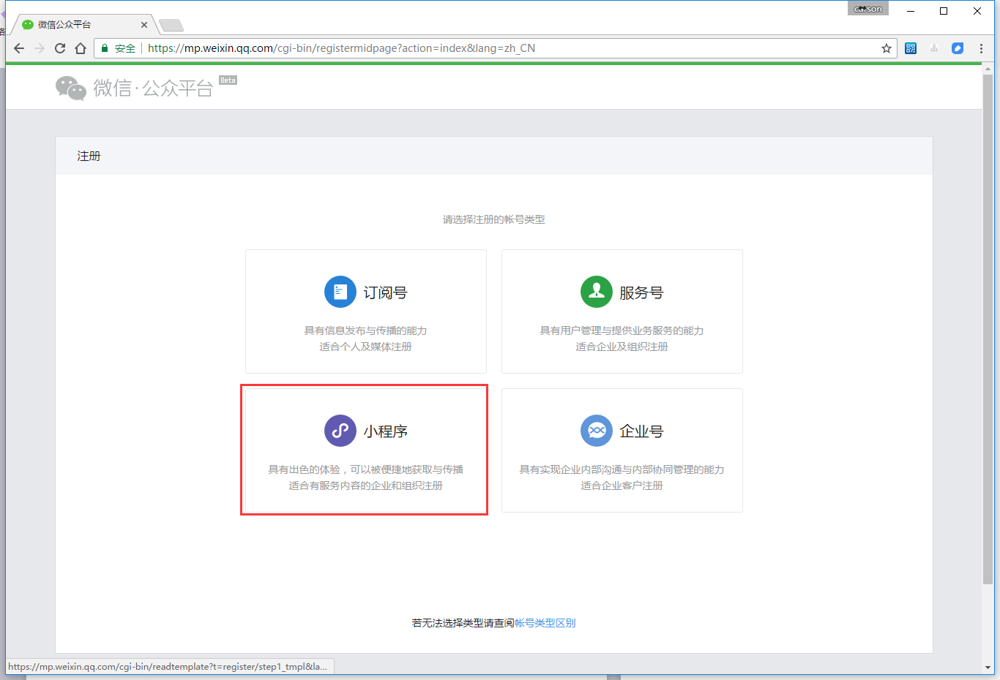 carson
微信公众平台
安全
https://mp.weixin.qq.com/cgi-bin/registermidpage?action=index&lang=zh_CN
微信·公众平台 Beta
注册
请选择注册的帐号类型
订阅号
具有信息发布与传播的能力
适合个人及媒体注册
服务号
具有用户管理与提供业务服务的能力
适合企业及组织注册
小程序
具有出色的体验，可以被便捷地获取与传播
适合有服务内容的企业和组织注册
企业号
具有实现企业内部沟通与内部协同管理的能力
适合企业客户注册
若无法选择类型请查阅帐号类型区别
https://mp.weixin.qq.com/cgi-bin/readtemplate?t=register/step1_tmpl&la...